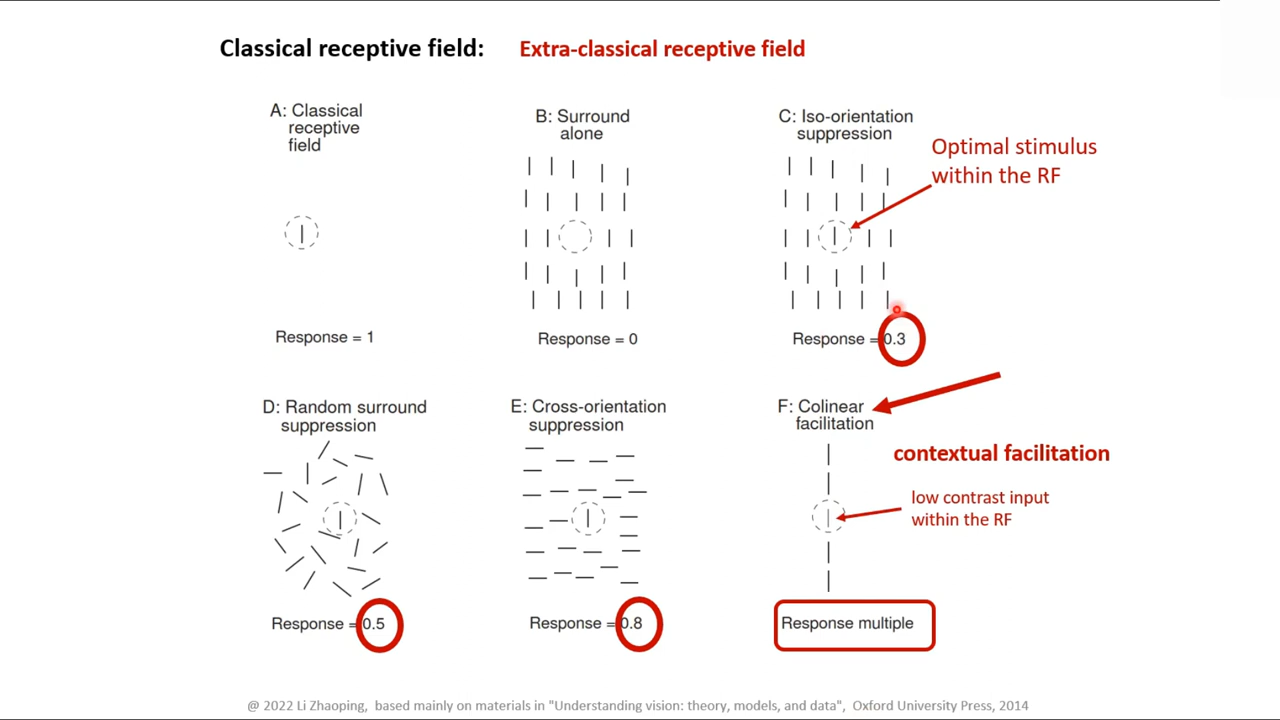 Classical receptive field: Extra-classical receptive field
A: Classical
receptive
field
B: Surround
alone
C: Iso-orientation
suppression
Optimal stimulus
within the RF
Response = 1
Response = 0
Response = 0.3
D: Random surround
suppression
E: Cross-orientation
suppression
F: Colinear
facilitation
contextual facilitation
low contrast input
within the RF
Response = 0.5
Response = 0.8
Response multiple
@ 2022 Li Zhaoping, based mainly on materials in "Understanding vision: theory, models, and data", Oxford University Press, 2014